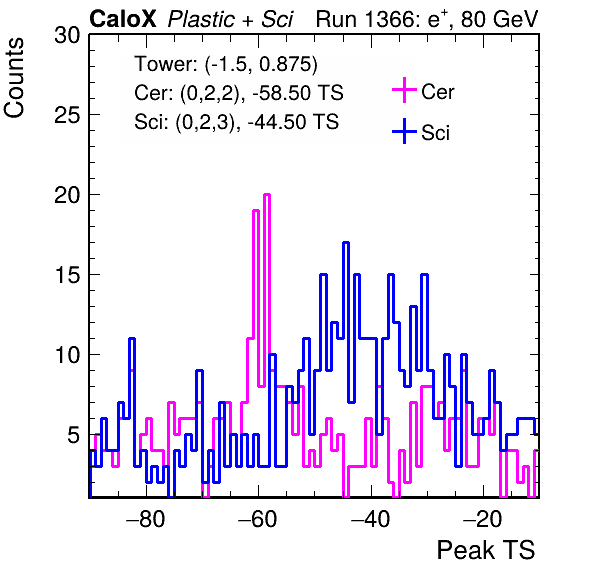 CaloX Plastic + Sci Run 1366: e+, 80 GeV
Counts
30
25
20
15
10
5
Tower: (-1.5, 0.875)
Cer: (0,2,2), -58.50 TS
Sci: (0,2,3), -44.50 TS
Cer
Sci
−80 −60 −40 −20
Peak TS